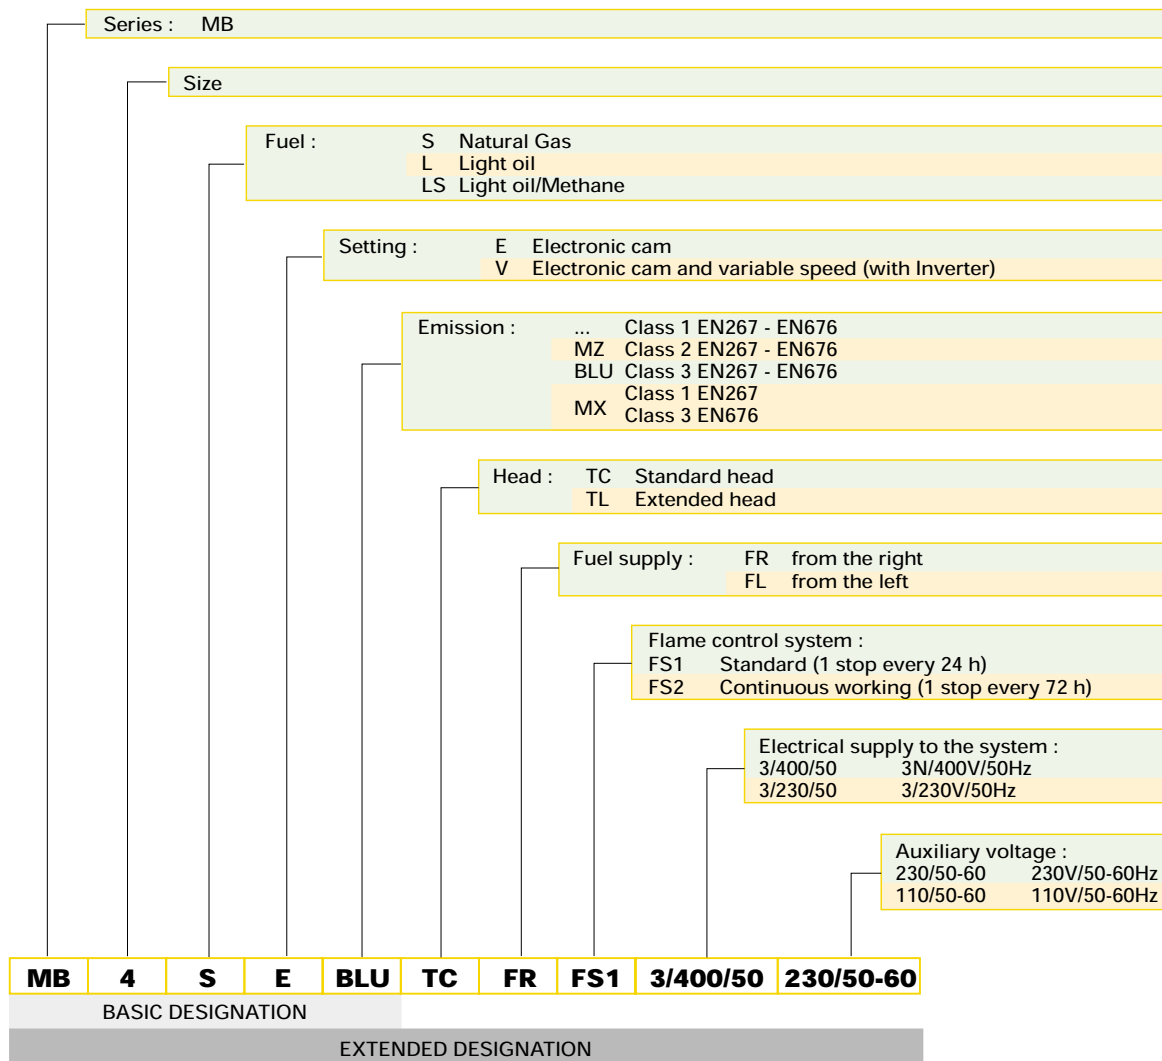 Series : MB
Size
Fuel : S Natural Gas
L Light oil
LS Light oil/Methane
Setting : E Electronic cam
V Electronic cam and variable speed (with Inverter)
Emission : ... Class 1 EN267 - EN676
MZ Class 2 EN267 - EN676
BLU Class 3 EN267 - EN676
MX Class 1 EN267
Class 3 EN676
Head : TC Standard head
TL Extended head
Fuel supply : FR from the right
FL from the left
Flame control system :
FS1 Standard (1 stop every 24 h)
FS2 Continuous working (1 stop every 72 h)
Electrical supply to the system :
3/400/50 3N/400V/50Hz
3/230/50 3/230V/50Hz
Auxiliary voltage :
230/50-60 230V/50-60Hz
110/50-60 110V/50-60Hz
MB 4 S E BLU TC FR FS1 3/400/50 230/50-60
BASIC DESIGNATION
EXTENDED DESIGNATION